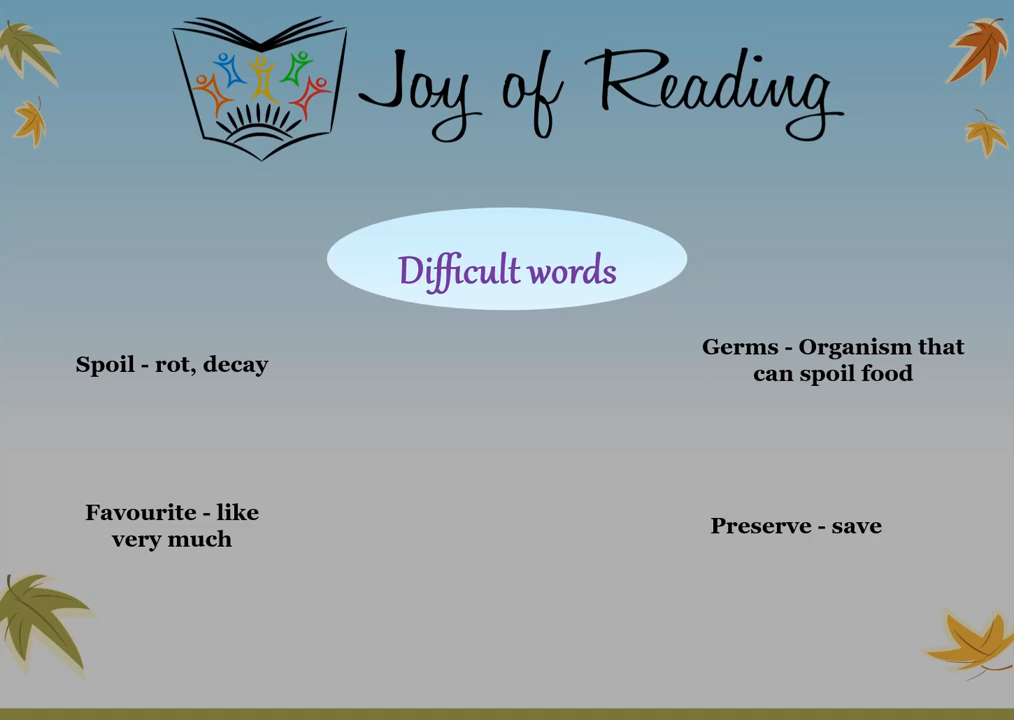 Joy of Reading
Difficult words
Spoil - rot, decay
Germs - Organism that
can spoil food
Favourite - like
very much
Preserve - save